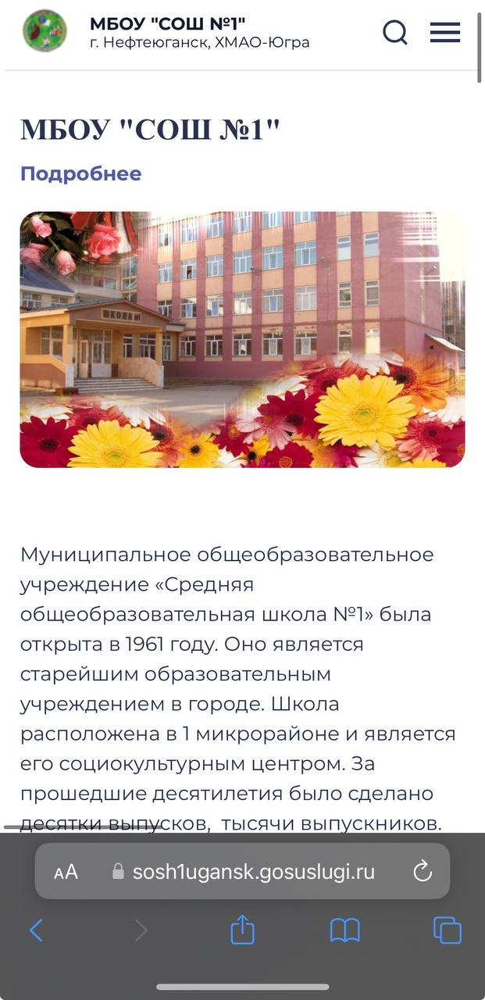 МБОУ "СОШ №1"
г. Нефтеюганск, ХМАО-Югра
МБОУ "СОШ №1"
Подробнее
ШКОЛА №1
Муниципальное общеобразовательное
учреждение «Средняя
общеобразовательная школа №1» была
открыта в 1961 году. Оно является
старейшим образовательным
учреждением в городе. Школа
расположена в 1 микрорайоне и является
его социокультурным центром. За
прошедшие десятилетия было сделано
десятки выпусков,  тысячи выпускников.
AA
sosh1ugansk.gosuslugi.ru